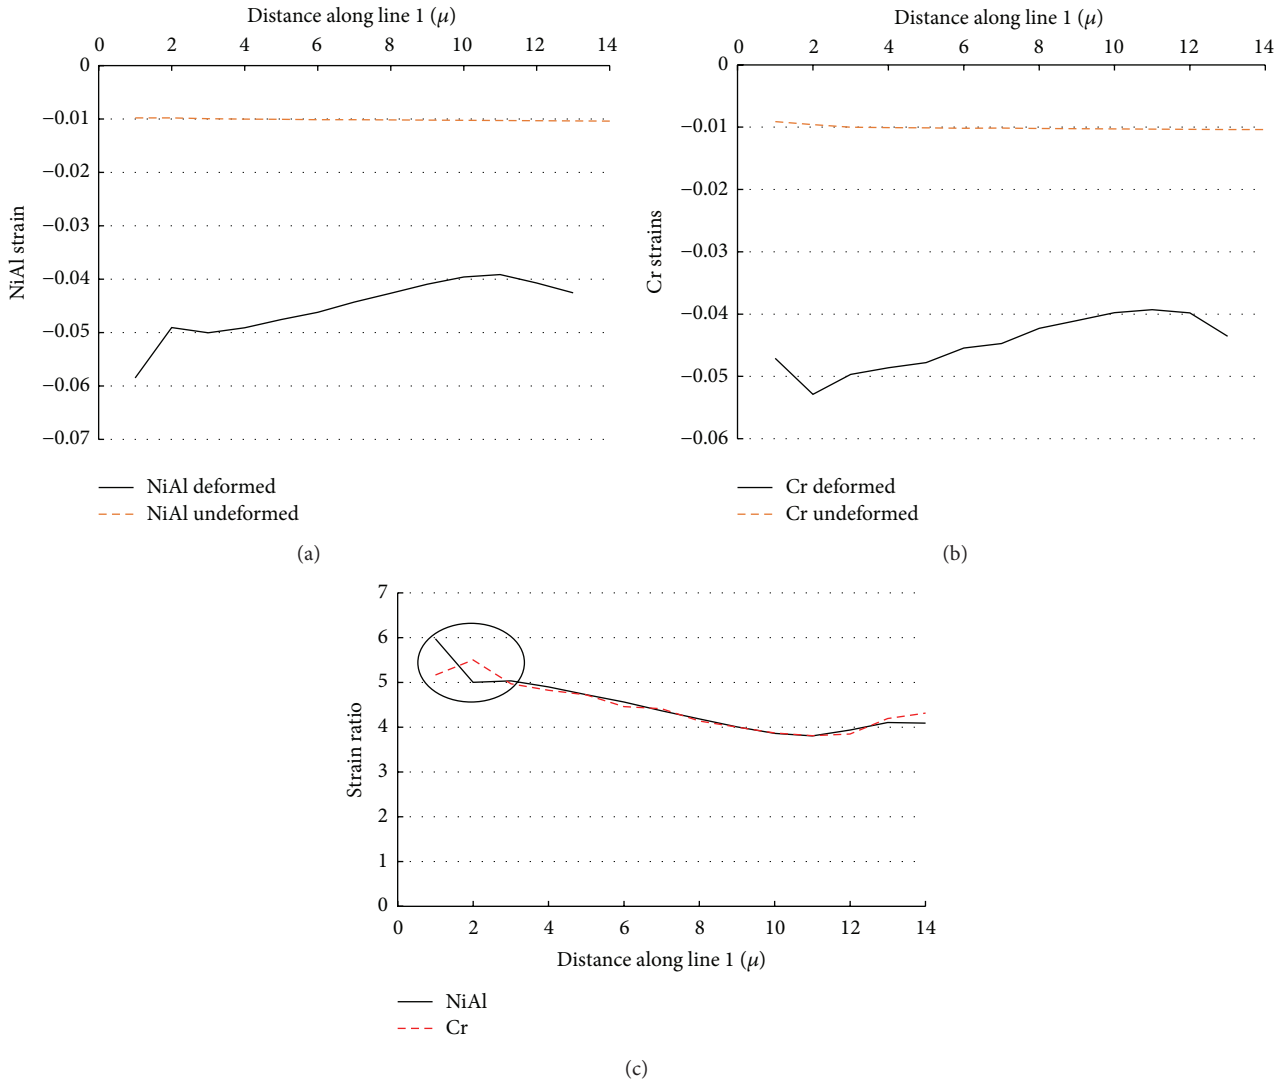 Distance along line 1 (μ)
0 2 4 6 8 10 12 14
0
−0.01
−0.02
−0.03
−0.04
−0.05
−0.06
−0.07
NiAl strain
NiAl deformed
NiAl undeformed
(a)
Distance along line 1 (μ)
0 2 4 6 8 10 12 14
0
−0.01
−0.02
−0.03
−0.04
−0.05
−0.06
Cr strains
Cr deformed
Cr undeformed
(b)
7
6
5
4
3
2
1
0
Strain ratio
0 2 4 6 8 10 12 14
Distance along line 1 (μ)
NiAl
Cr
(c)